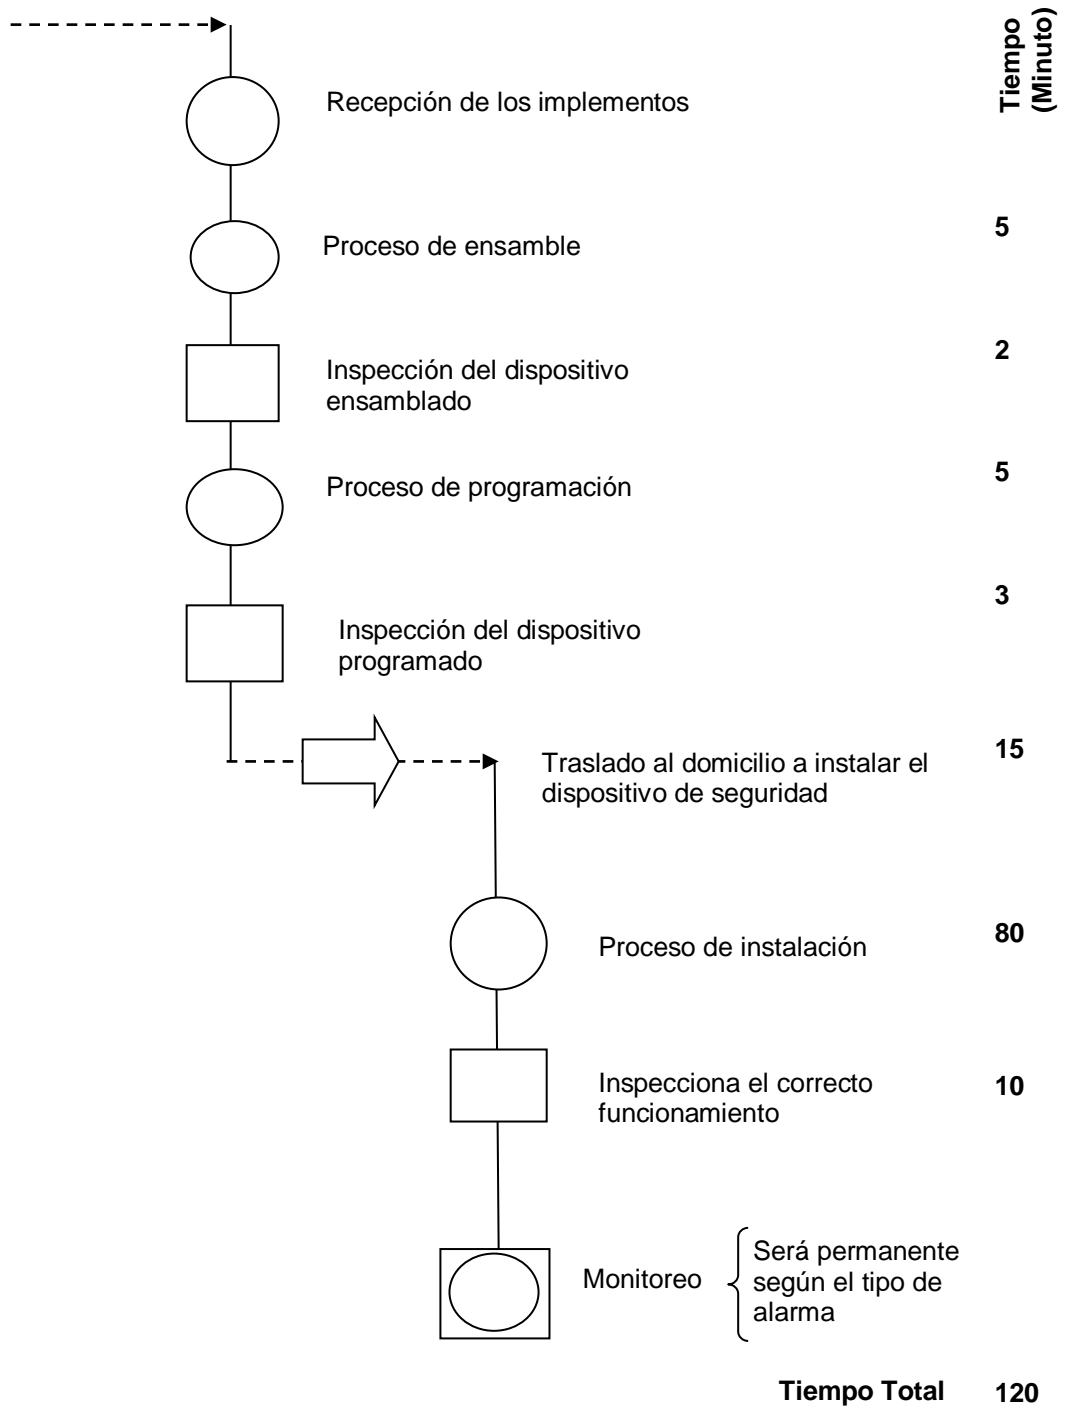 Tiempo
(Minuto)
Recepción de los implementos
5
Proceso de ensamble
2
Inspección del dispositivo
ensamblado
5
Proceso de programación
3
Inspección del dispositivo
programado
15
Traslado al domicilio a instalar el
dispositivo de seguridad
80
Proceso de instalación
Inspecciona el correcto
10
funcionamiento
Monitoreo
Será permanente
según el tipo de
alarma
Tiempo Total 120